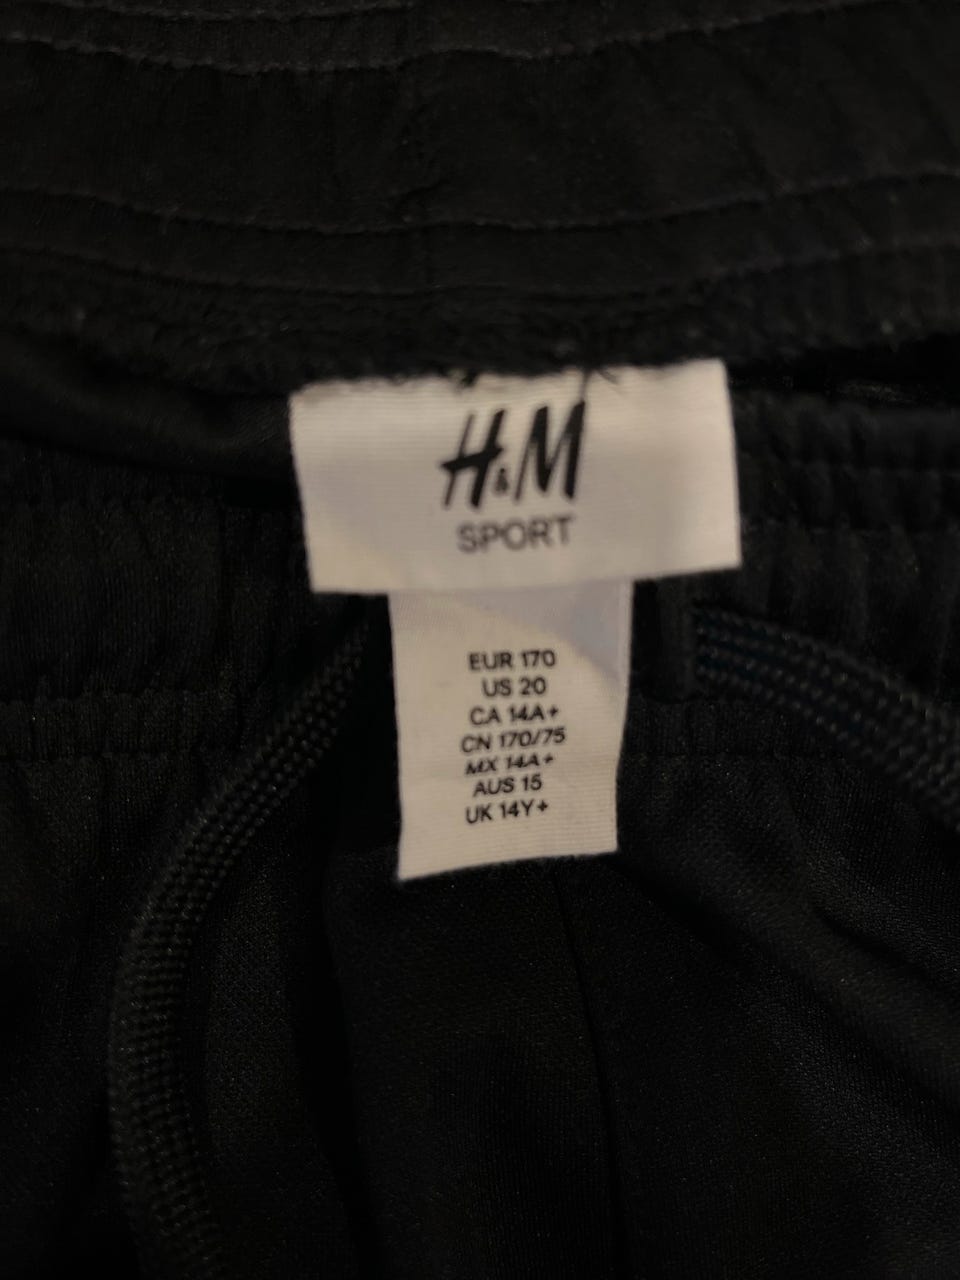 H&M
SPORT
EUR 170
US 20
CA 14A+
CN 170/75
MX 14A+
AUS 15
UK 14Y+